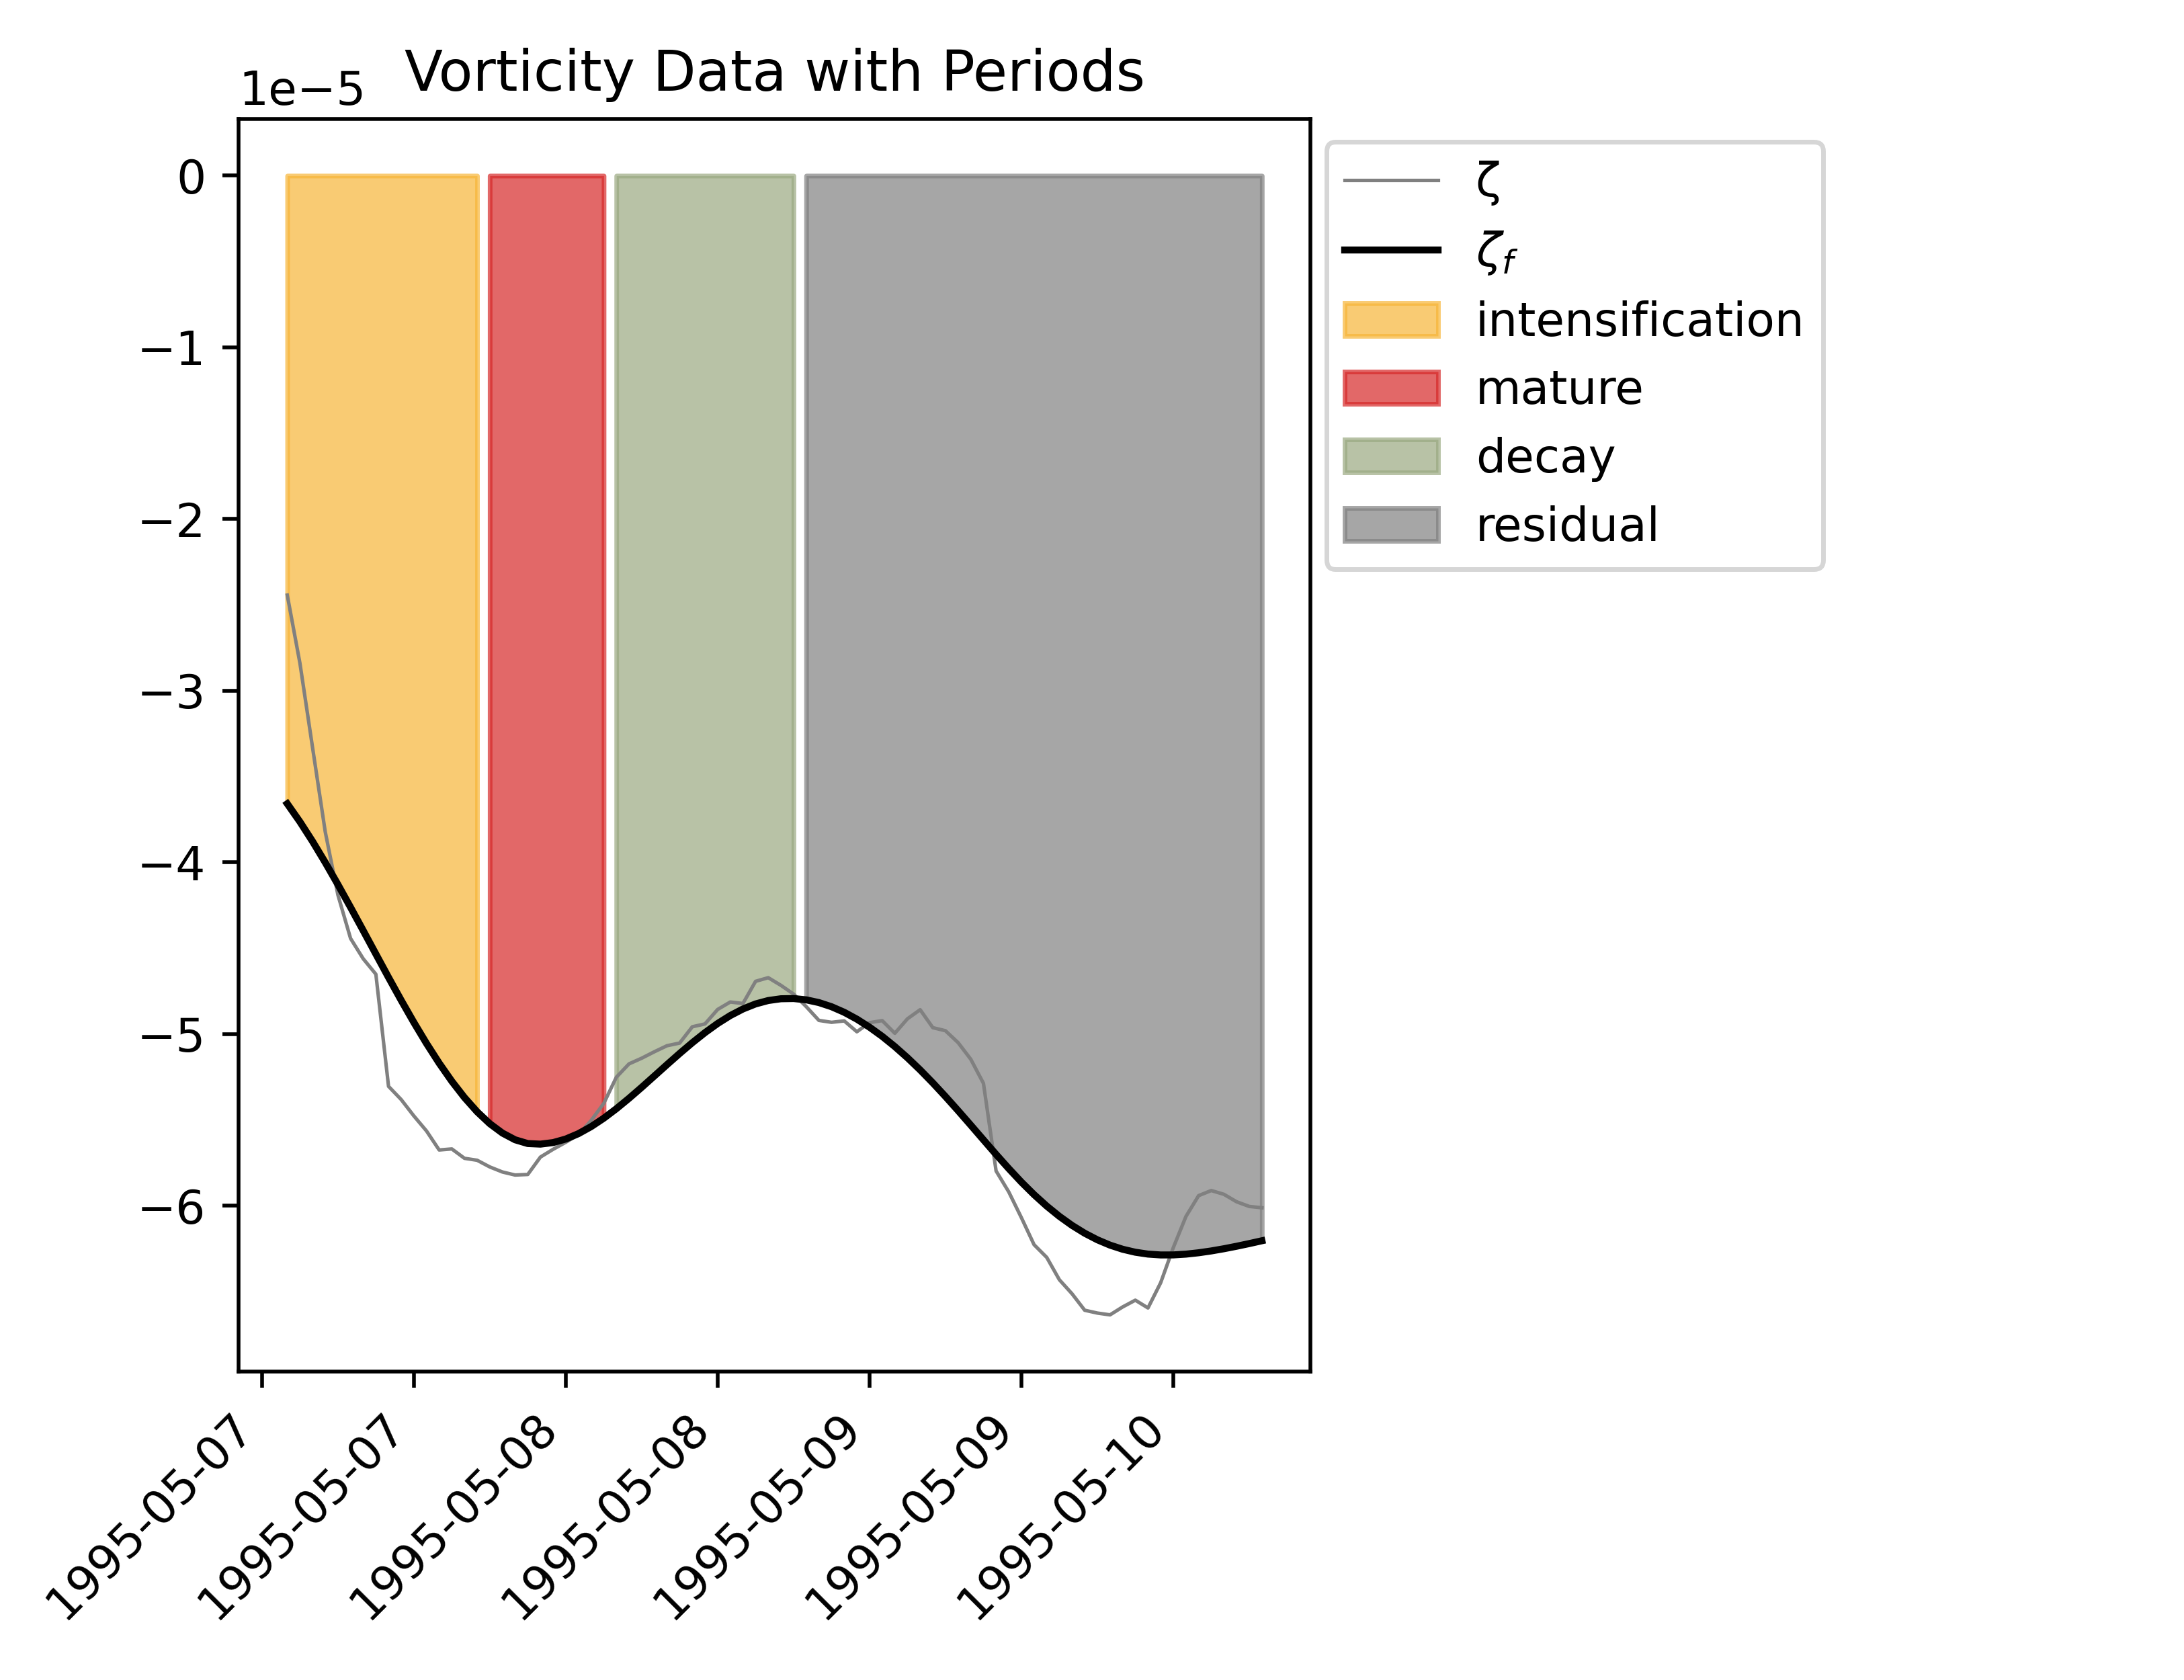 Vorticity Data with Periods
1e−5
0
−1
−2
−3
−4
−5
−6
1995-05-07
1995-05-07
1995-05-08
1995-05-08
1995-05-09
1995-05-09
1995-05-10
ζ
ζf
intensification
mature
decay
residual